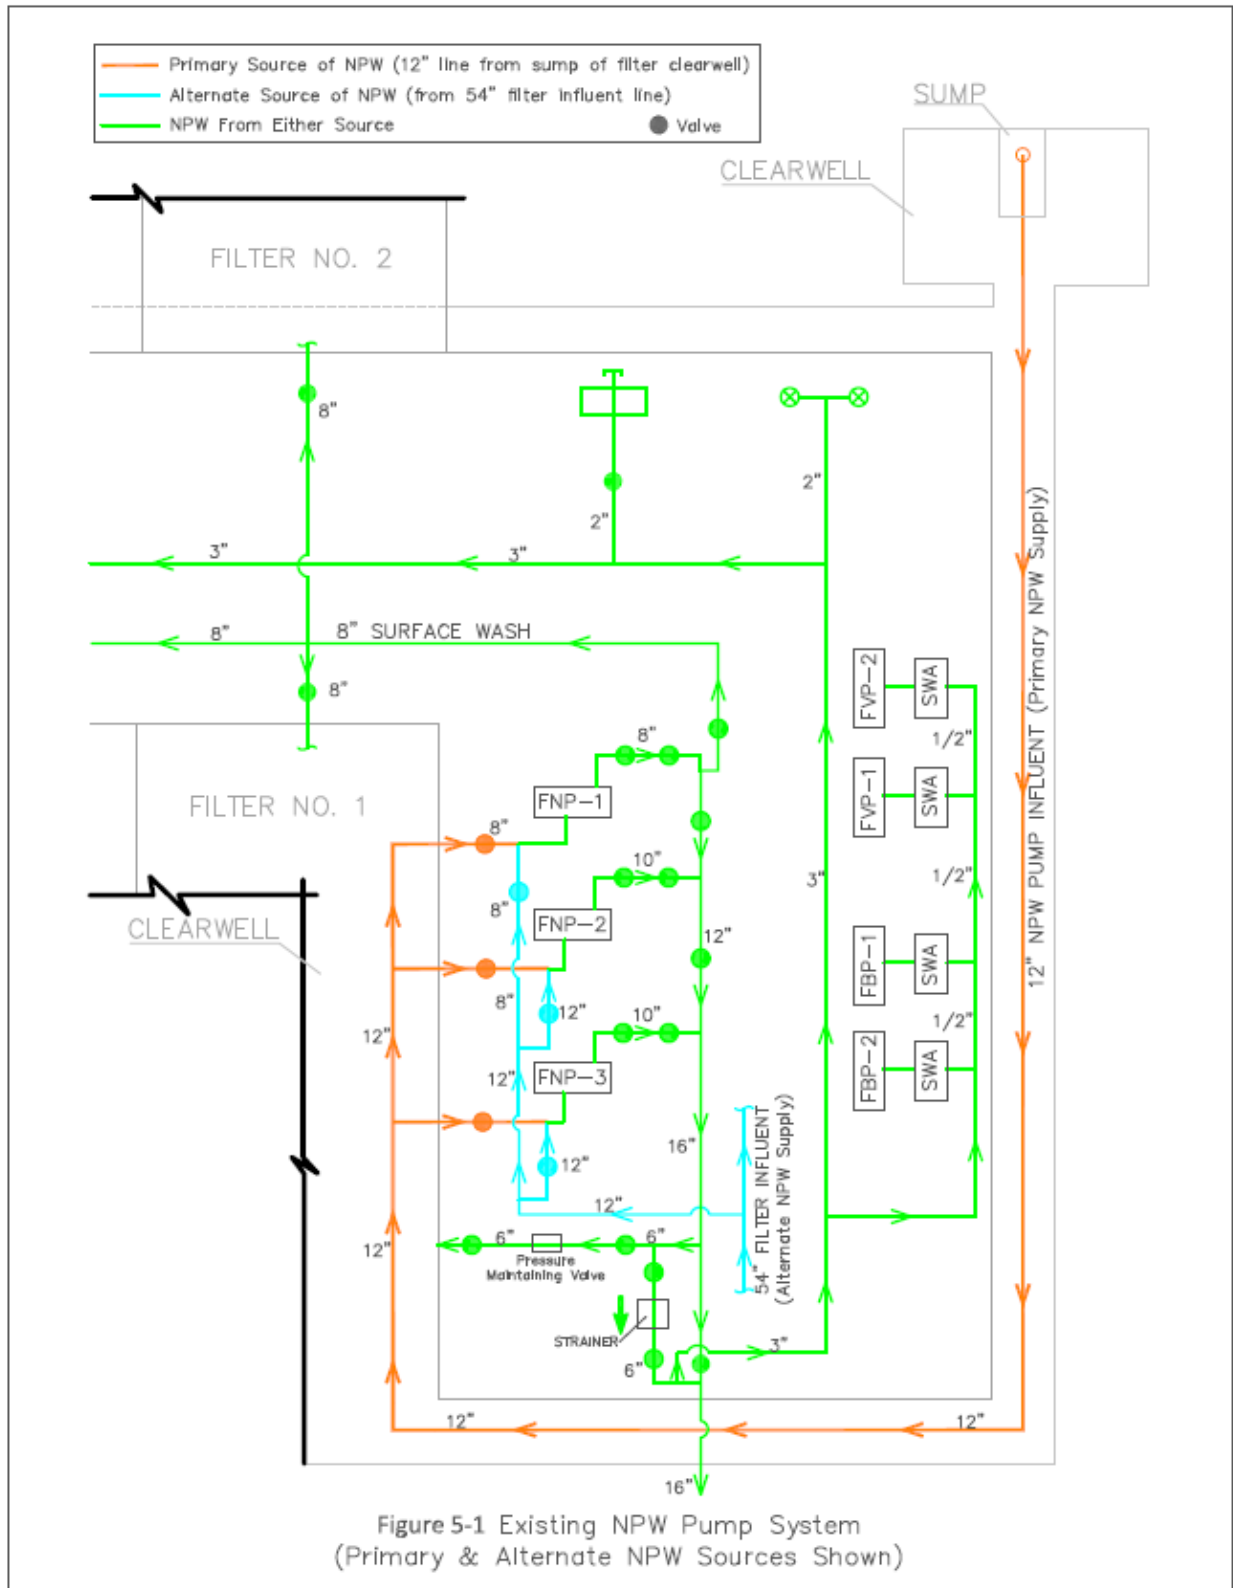 Primary Source of NPW (12" line from sump of filter clearwell)
Alternate Source of NPW (from 54" filter influent line)
NPW From Either Source
Valve
SUMP
CLEARWELL
FILTER NO. 2
8"
2"
2"
3"
3"
8"
8" SURFACE WASH
8"
12" NPW PUMP INFLUENT (Primary NPW Supply)
FVP-2
SWA
1/2"
8"
FVP-1
SWA
FILTER NO. 1
FNP-1
8"
10"
3"
1/2"
8"
FNP-2
CLEARWELL
12"
FBP-1
SWA
8"
12"
10"
1/2"
12"
FBP-2
SWA
12"
FNP-3
16"
12"
54" FILTER INFLUENT
(Alternate NPW Supply)
12"
12"
6"
6"
Pressure
Maintaining Valve
STRAINER
3"
6"
12"
12"
16"
Figure 5-1 Existing NPW Pump System
(Primary & Alternate NPW Sources Shown)